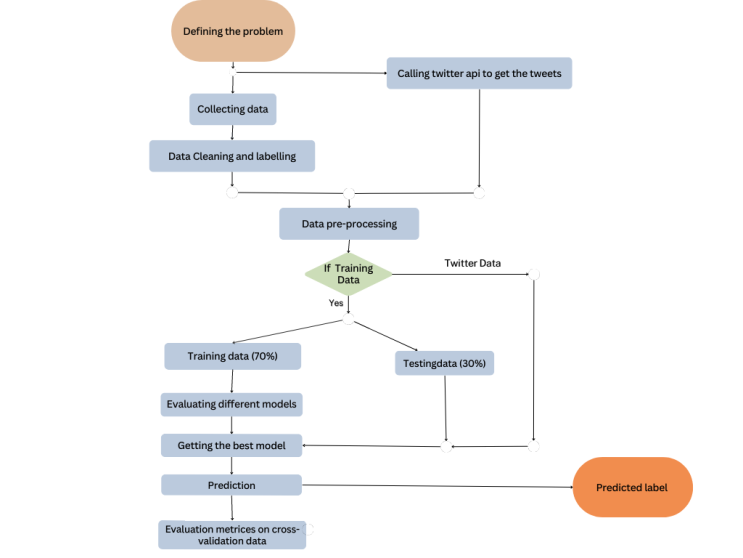 Defining the problem
Calling twitter api to get the tweets
Collecting data
Data Cleaning and labelling
Data pre-processing
If Training
Data
Twitter Data
Yes
Training data (70%)
Testingdata (30%)
Evaluating different models
Getting the best model
Prediction
Predicted label
Evaluation metrices on cross-
validation data